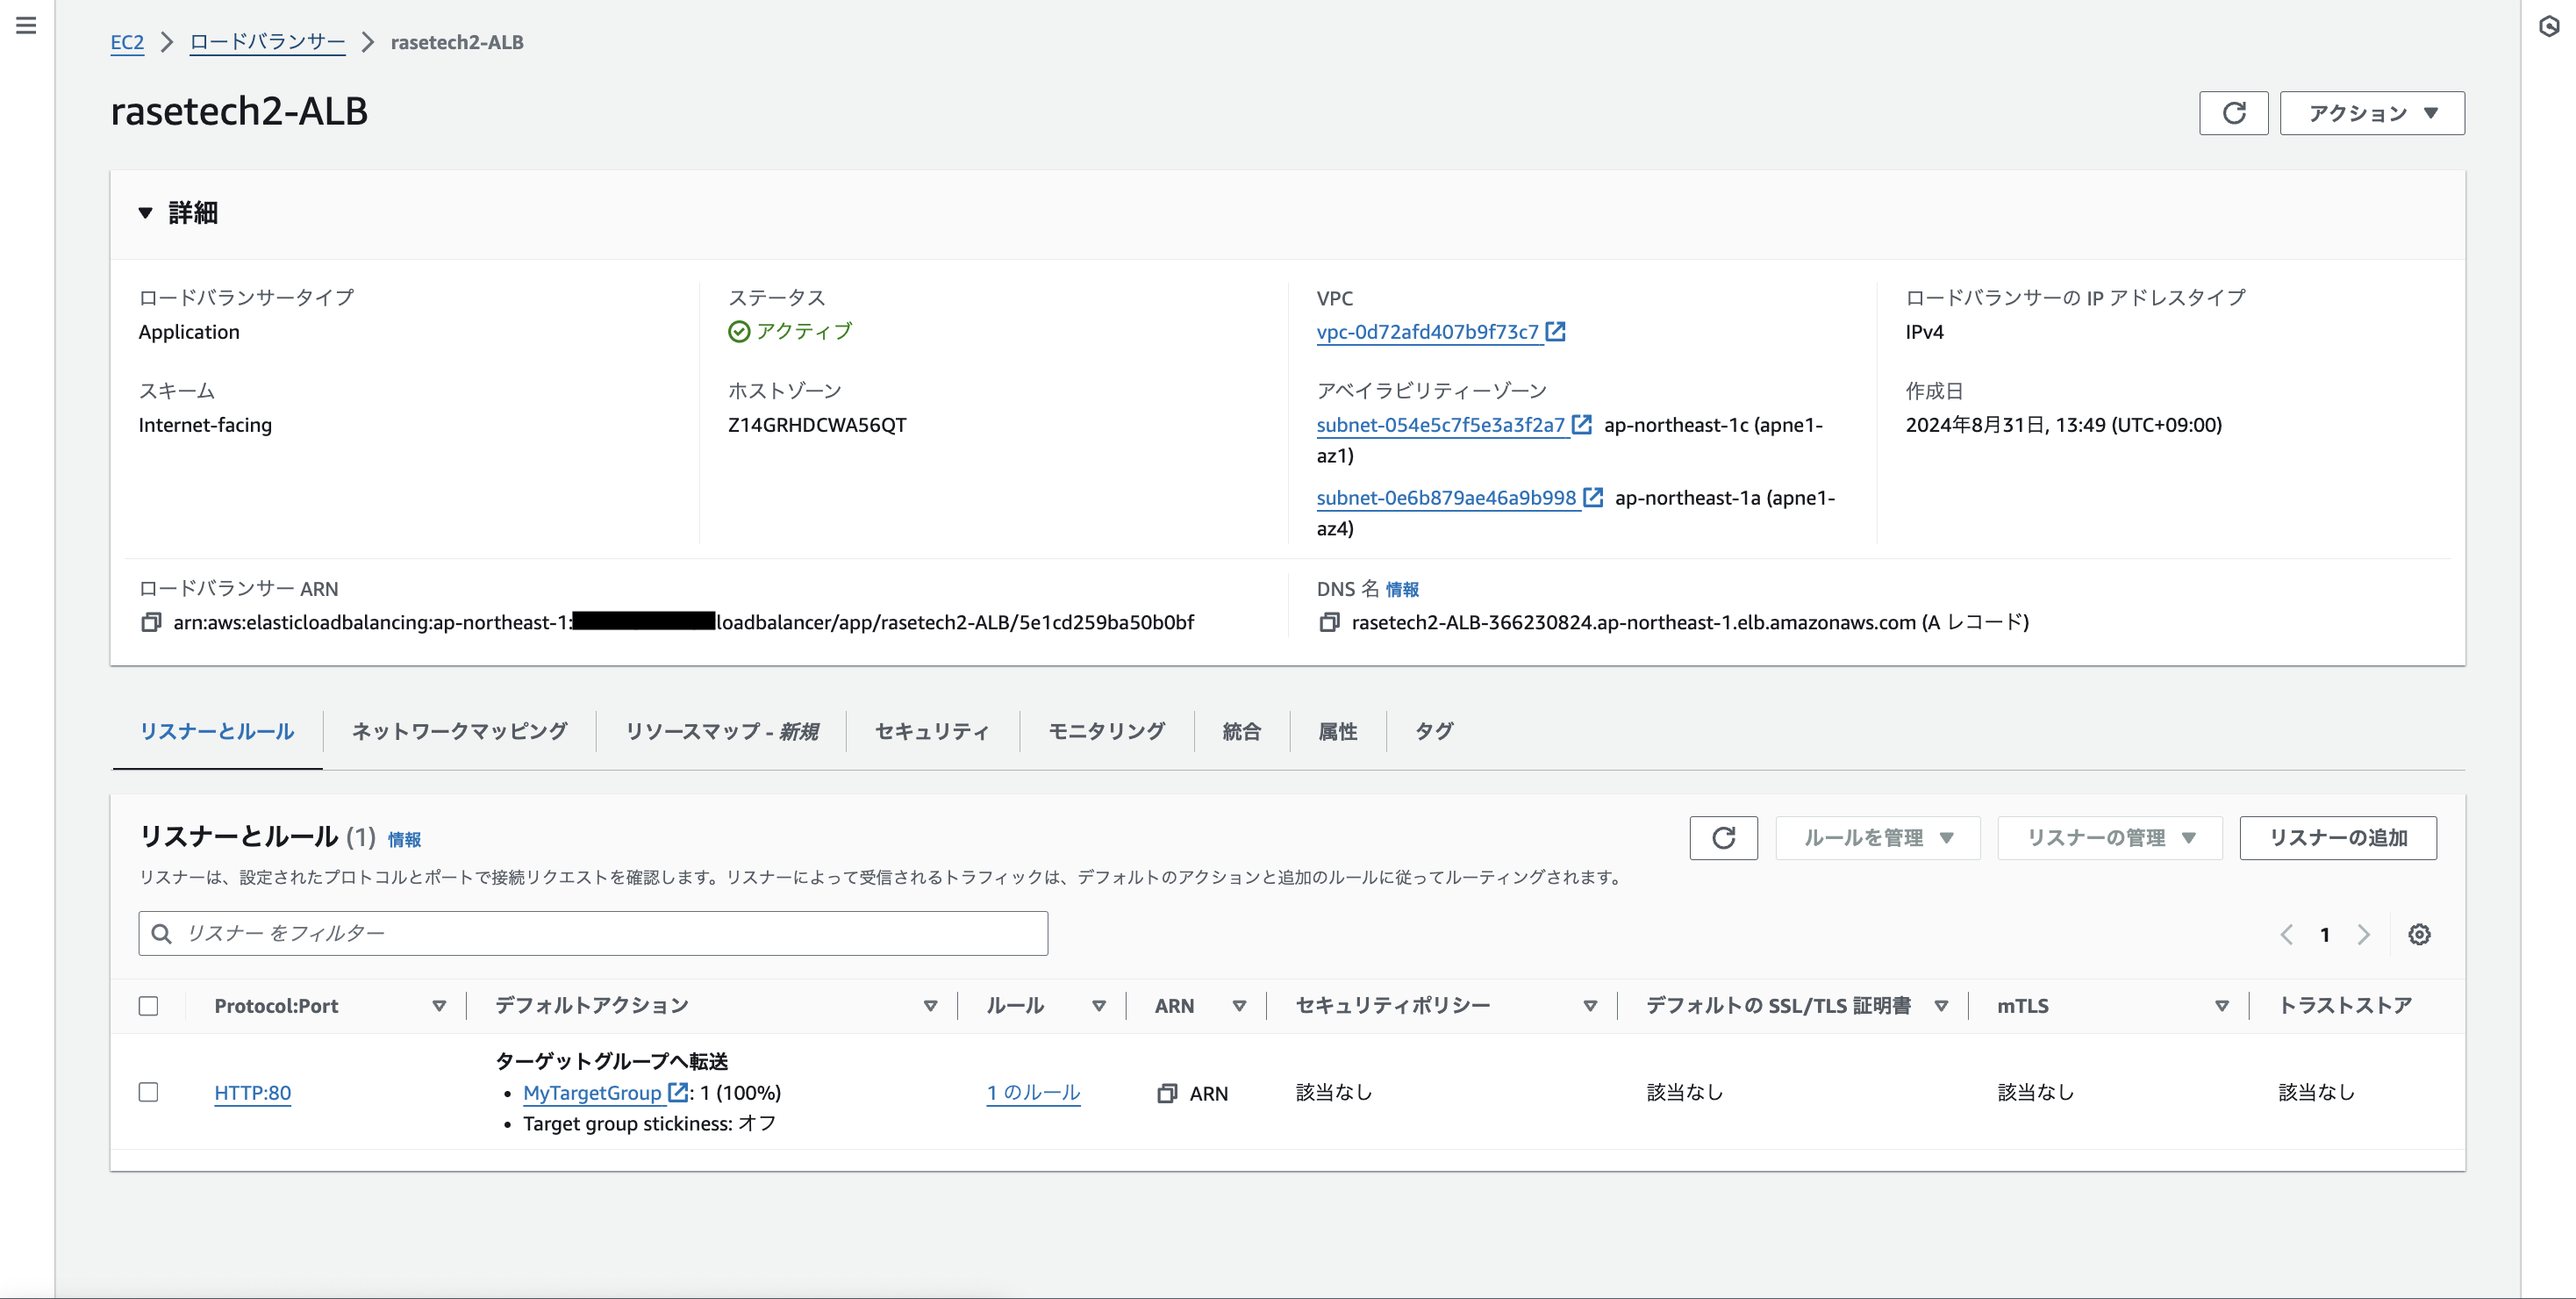 EC2 > ロードバランサー > rasetech2-ALB
rasetech2-ALB
アクション
詳細
ロードバランサータイプ
Application
ステータス
アクティブ
VPC
vpc-0d72afd407b9f73c7
ロードバランサーの IP アドレスタイプ
IPv4
スキーム
Internet-facing
ホストゾーン
Z14GRHDCWA56QT
アベイラビリティーゾーン
subnet-054e5c7f5e3a3f2a7 ap-northeast-1c (apne1-
az1)
subnet-0e6b879ae46a9b998 ap-northeast-1a (apne1-
az4)
作成日
2024年8月31日, 13:49 (UTC+09:00)
ロードバランサー ARN
arn:aws:elasticloadbalancing:ap-northeast-1: loadbalancer/app/rasetech2-ALB/5e1cd259ba50b0bf
DNS 名 情報
rasetech2-ALB-366230824.ap-northeast-1.elb.amazonaws.com (A レコード)
リスナーとルール ネットワークマッピング リソースマップ - 新規 セキュリティ モニタリング 統合 属性 タグ
リスナーとルール (1) 情報
ルールを管理 リスナーの管理 リスナーの追加
リスナーは、設定されたプロトコルとポートで接続リクエストを確認します。リスナーによって受信されるトラフィックは、デフォルトのアクションと追加のルールに従ってルーティングされます。
リスナー をフィルター
1
Protocol:Port デフォルトアクション ルール ARN セキュリティポリシー デフォルトの SSL/TLS 証明書 mTLS トラストストア
HTTP:80
ターゲットグループへ転送
• MyTargetGroup : 1 (100%)
• Target group stickiness: オフ
1 のルール
ARN
該当なし
該当なし
該当なし
該当なし